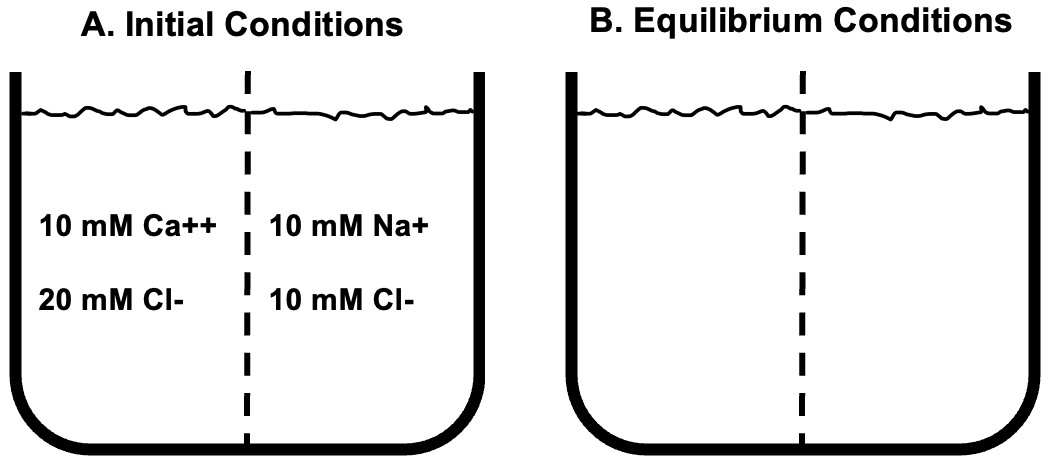 A. Initial Conditions
B. Equilibrium Conditions
10 mM Ca++
10 mM Na+
20 mM Cl-
10 mM Cl-